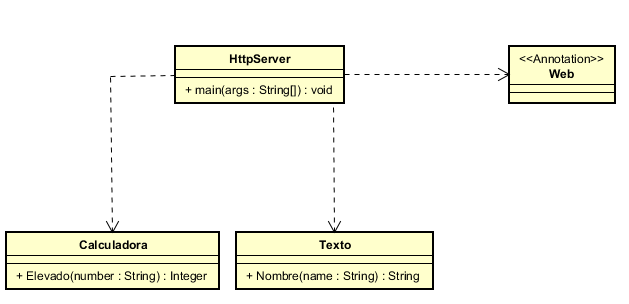 HttpServer
+ main(args : String[]) : void
<<Annotation>>
Web
Calculadora
+ Elevado(number : String) : Integer
Texto
+ Nombre(name : String) : String